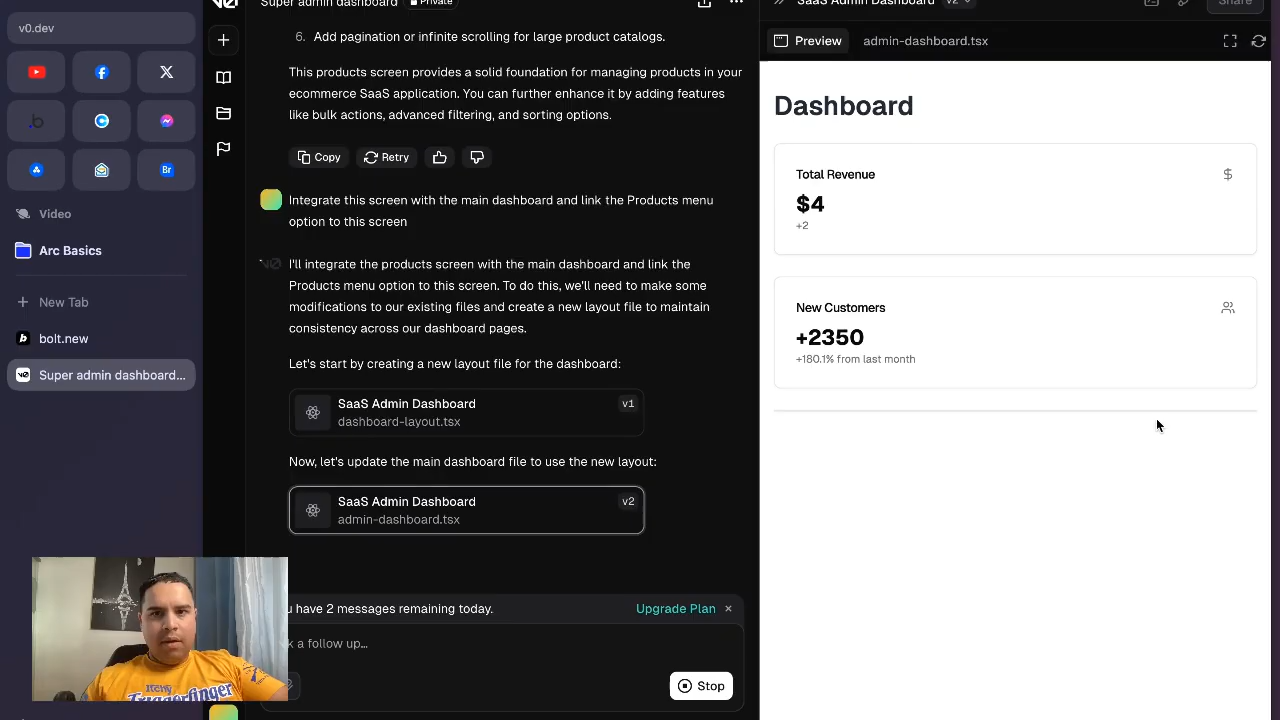 v0.dev
Super admin dashboard
Private
SaaS Admin Dashboard
v2
Share
Preview
admin-dashboard.tsx
Br
Video
Arc Basics
New Tab
bolt.new
Super admin dashboard...
6. Add pagination or infinite scrolling for large product catalogs.
This products screen provides a solid foundation for managing products in your
ecommerce SaaS application. You can further enhance it by adding features
like bulk actions, advanced filtering, and sorting options.
Copy
Retry
Integrate this screen with the main dashboard and link the Products menu
option to this screen
I'll integrate the products screen with the main dashboard and link the
Products menu option to this screen. To do this, we'll need to make some
modifications to our existing files and create a new layout file to maintain
consistency across our dashboard pages.
Let's start by creating a new layout file for the dashboard:
SaaS Admin Dashboard
v1
dashboard-layout.tsx
Now, let's update the main dashboard file to use the new layout:
SaaS Admin Dashboard
v2
admin-dashboard.tsx
have 2 messages remaining today.
Upgrade Plan
a follow up...
Stop
Dashboard
Total Revenue
$
$4
+2
New Customers
+2350
+180.1% from last month
Itchy
Triggerfinger